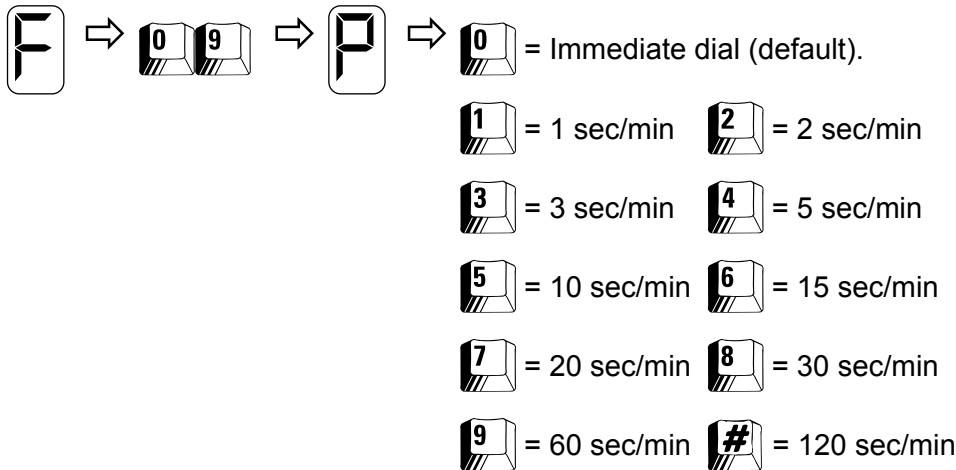 F ⇨ 0 9 ⇨ P ⇨ 0 = Immediate dial (default).
1 = 1 sec/min 2 = 2 sec/min
3 = 3 sec/min 4 = 5 sec/min
5 = 10 sec/min 6 = 15 sec/min
7 = 20 sec/min 8 = 30 sec/min
9 = 60 sec/min # = 120 sec/min